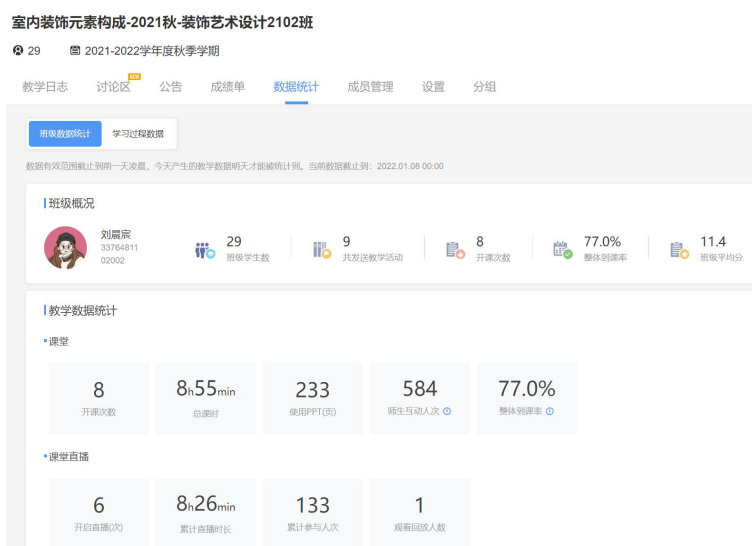 室内装饰元素构成-2021秋-装饰艺术设计2102班
29 2021-2022学年度秋季学期
教学日志 讨论区 NEW 公告 成绩单 数据统计 成员管理 设置 分组
班级数据统计 学习过程数据
数据有效范围截止到前一天凌晨，今天产生的教学数据明天才能被统计到。当前数据截止到：2022.01.08 00:00
班级概况
刘晨宸
33764811
02002
29 9 8 77.0% 11.4
班级学生数 共发送教学活动 开课次数 整体到课率 班级平均分
教学数据统计
课堂
8 8h55min 233 584 77.0%
开课次数 总课时 使用PPT(页) 师生互动人次 整体到课率
课堂直播
6 8h26min 133 1
开启直播(次) 累计直播时长 累计参与人次 观看回放人数